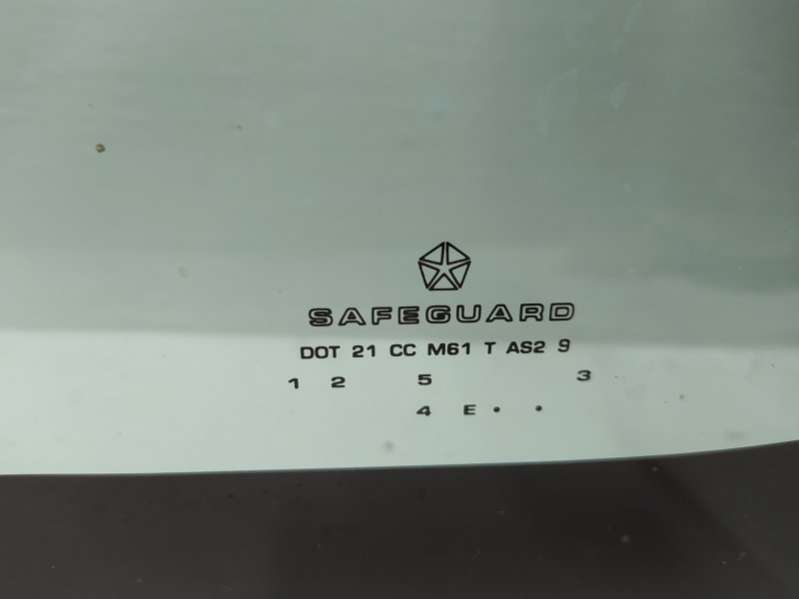 SAFEGUARD
DOT 21 CC M61 T AS2 9
1 2 5 3
4 E • •